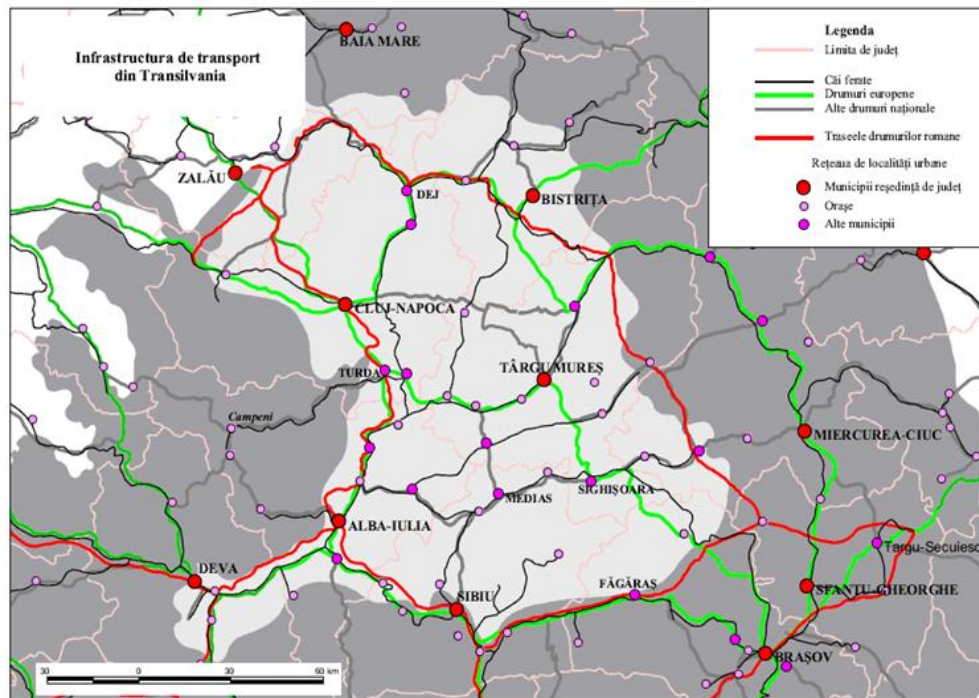 Infrastructura de transport
din Transilvania
BAIA MARE
Legenda
Limita de județ
Căi ferate
Drumuri europene
Alte drumuri naționale
Traseele drumurilor romane
Rețeaua de localități urbane
Municipii reședință de județ
Orașe
Alte municipii
ZALĂU
DEJ
BISTRIȚA
CLUJ-NAPOCA
TURDA
TÂRGU MUREȘ
Campeni
MIERCUREA-CIUC
SIGHIȘOARA
MEDIAS
ALBA-IULIA
Targu-Secuiesc
DEVA
FĂGĂRAȘ
SFANTU-GHEORGHE
SIBIU
BRAȘOV
30 0 30 60 km